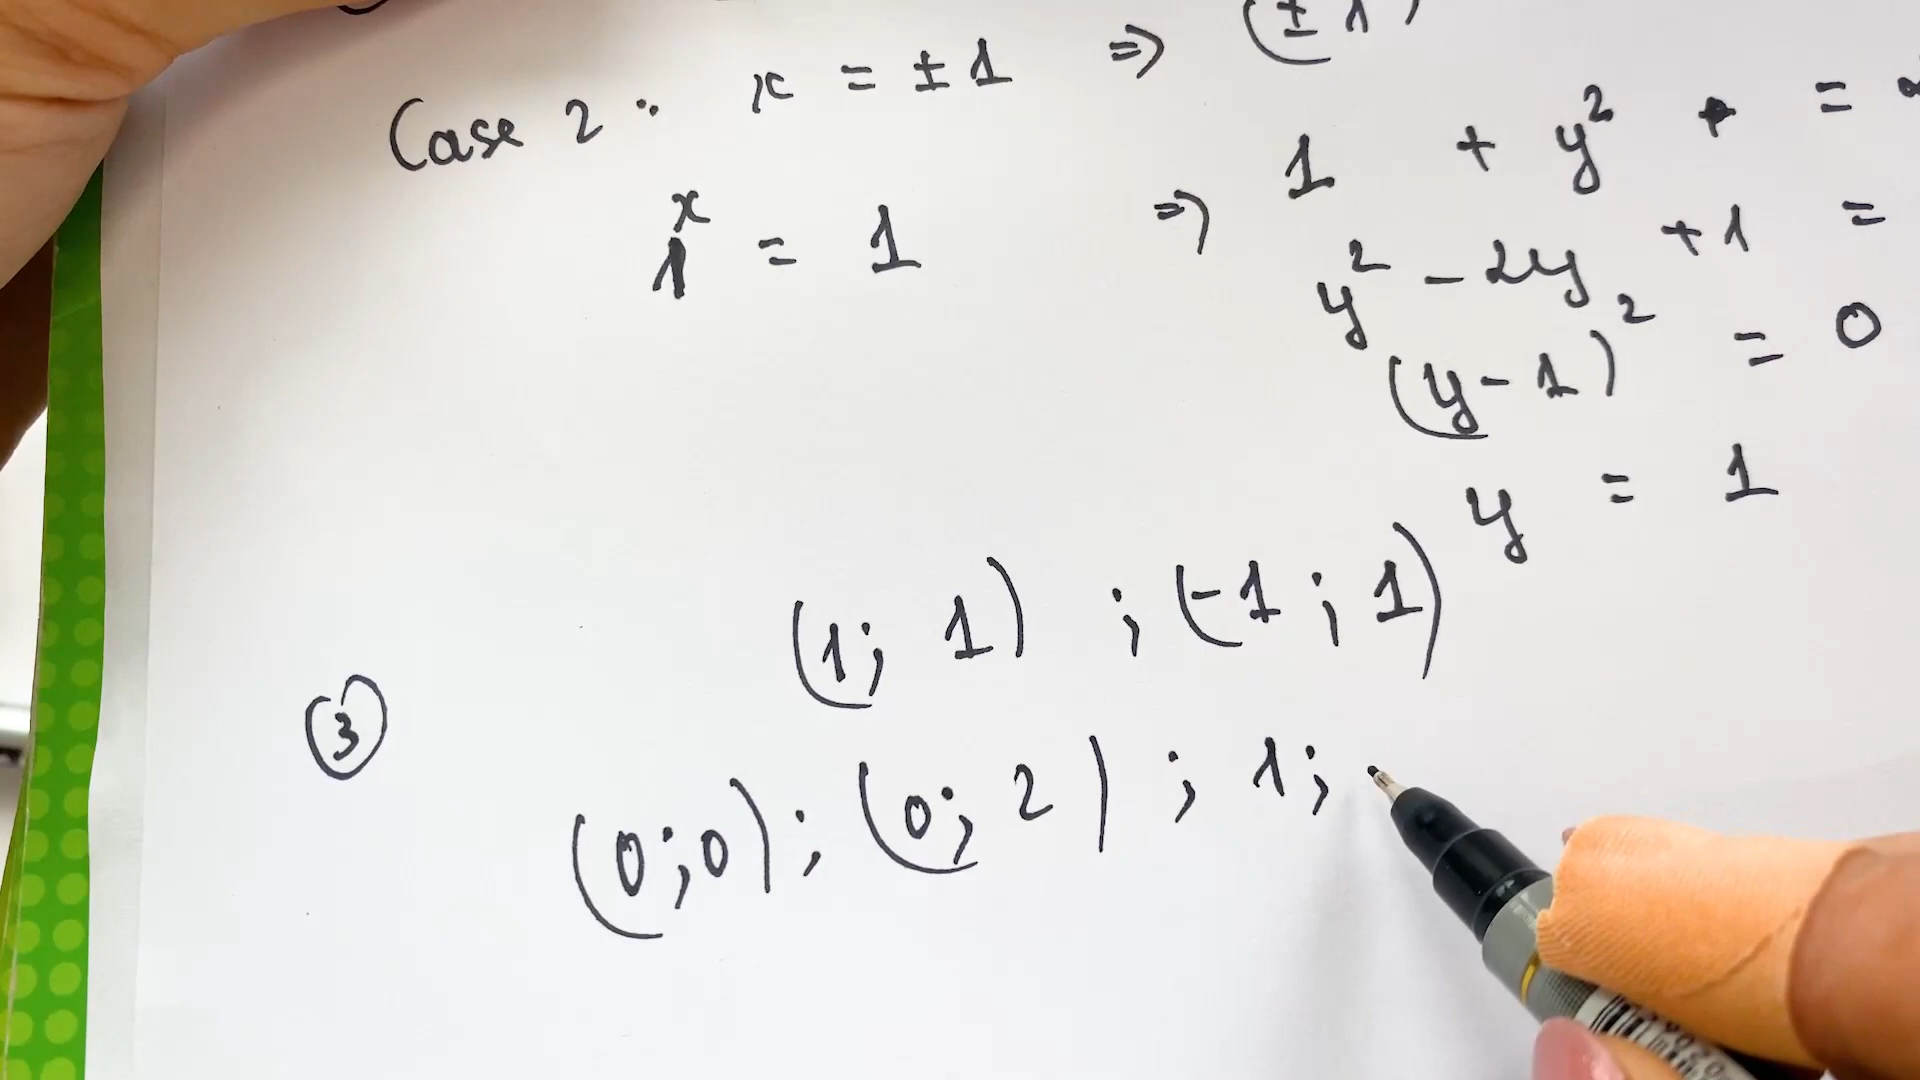 Case 2 : x = ±1 => (±1)
1 + y² =
1ˣ = 1 => y² - 2y + 1 =
(y - 1)² = 0
y = 1
(1; 1) ; (-1 ; 1)
③
(0;0) ; (0; 2) ; 1;